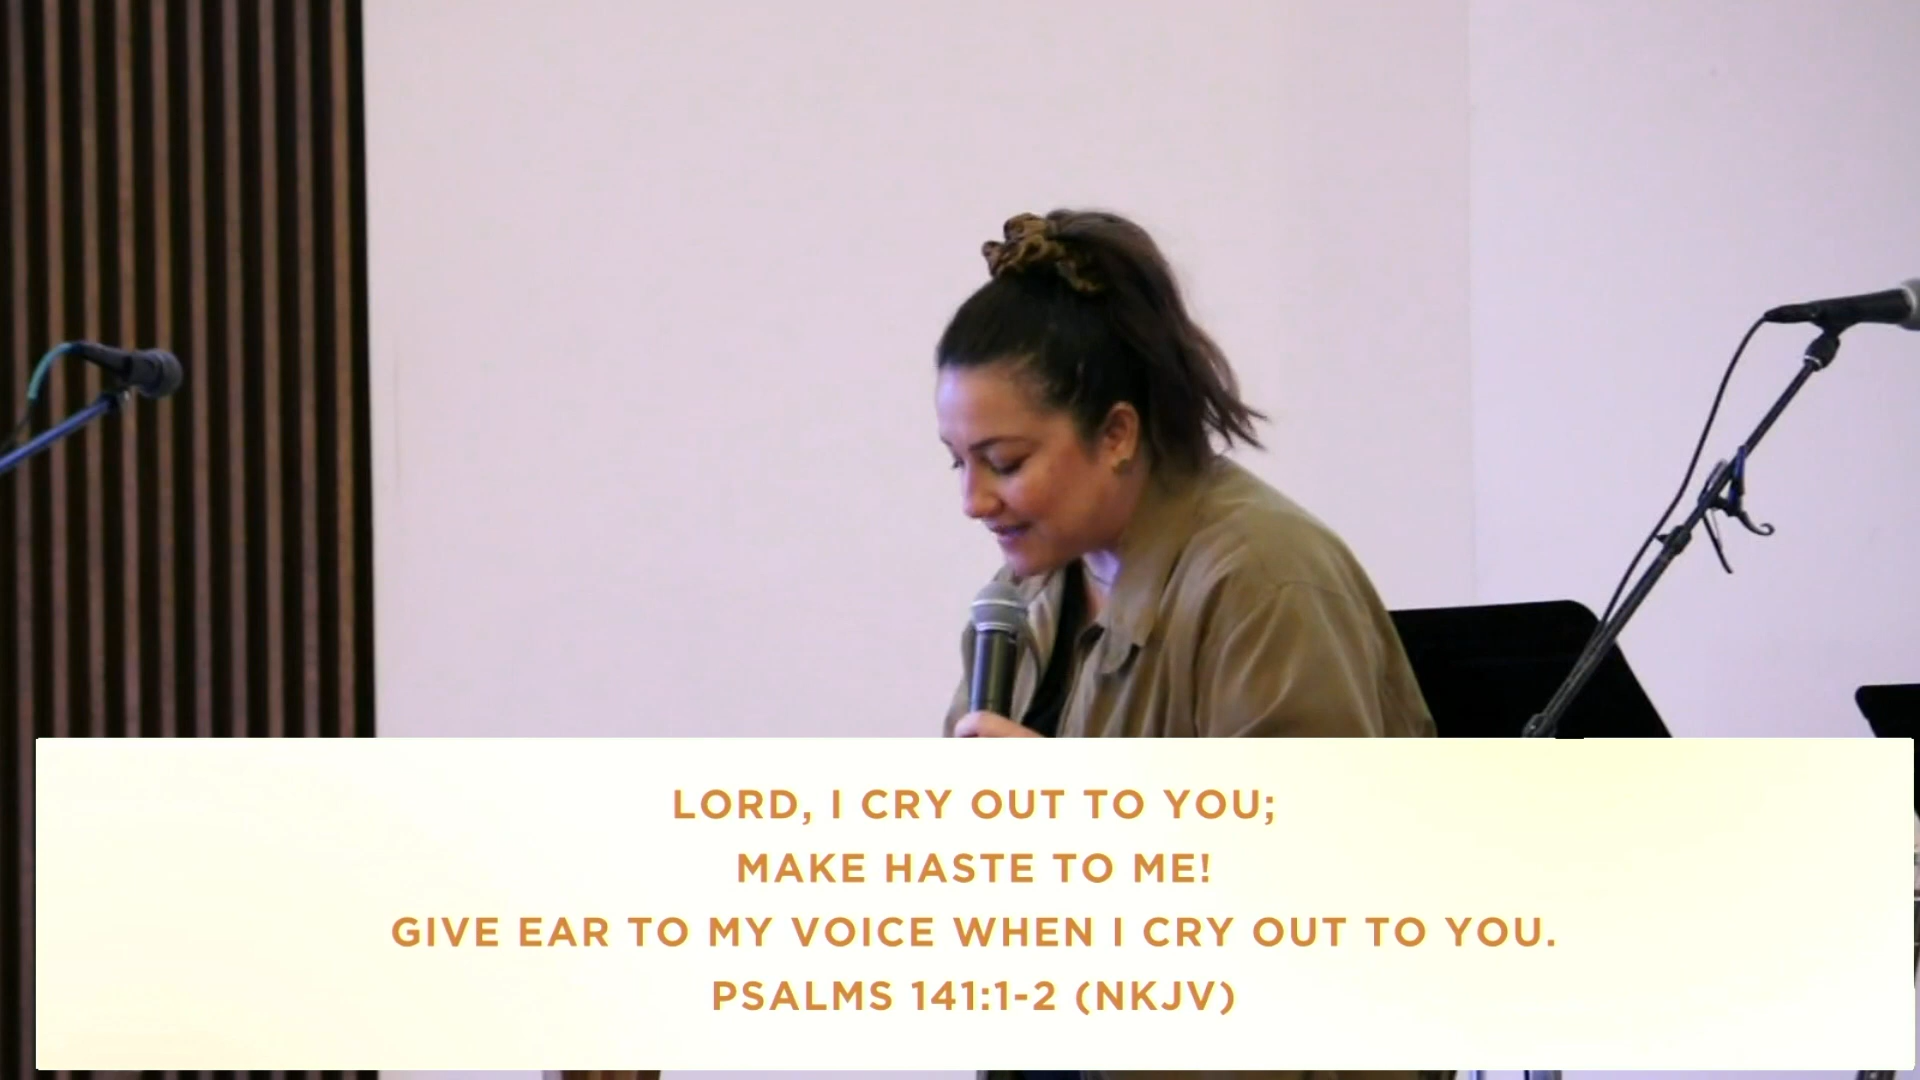 LORD, I CRY OUT TO YOU;
MAKE HASTE TO ME!
GIVE EAR TO MY VOICE WHEN I CRY OUT TO YOU.
PSALMS 141:1-2 (NKJV)